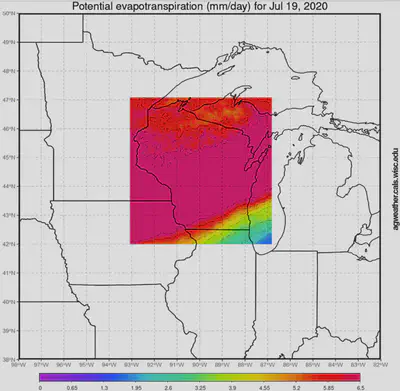 Potential evapotranspiration (mm/day) for Jul 19, 2020
50°N
49°N
48°N
47°N
46°N
45°N
44°N
43°N
42°N
41°N
40°N
39°N
38°N
98°W 97°W 96°W 95°W 94°W 93°W 92°W 91°W 90°W 89°W 88°W 87°W 86°W 85°W 84°W 83°W 82°W
agweather.cals.wisc.edu
0 0.65 1.3 1.95 2.6 3.25 3.9 4.55 5.2 5.85 6.5